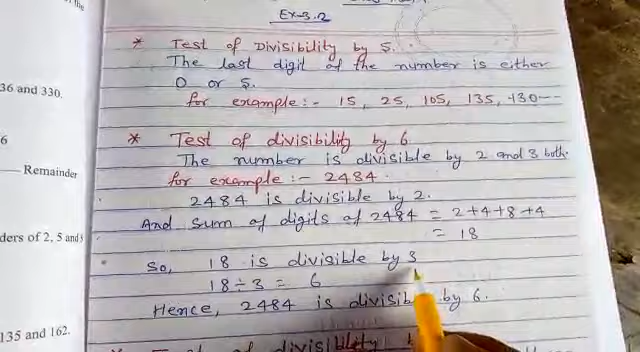 Ex-3.2
* Test of Divisibility by 5.
The last digit of the number is either
0 or 5.
for example:- 15, 25, 105, 135, 130---
* Test of divisibility by 6
The number is divisible by 2 and 3 both.
for example :- 2484.
2484 is divisible by 2.
And sum of digits of 2484 = 2+4+8+4
= 18
So, 18 is divisible by 3
18÷3 = 6
Hence, 2484 is divisib by 6.
Test of divisiblety
36 and 330.
6
Remainder
ders of 2, 5 and 
135 and 162.